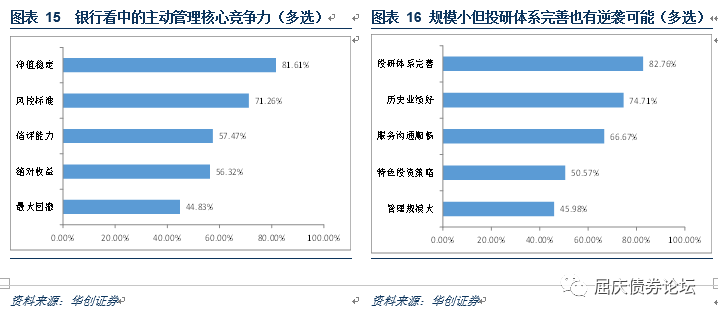 图表 15 银行看中的主动管理核心竞争力（多选）
净值稳定
81.61%
风控标准
71.26%
信评能力
57.47%
绝对收益
56.32%
最大回撤
44.83%
0.00% 20.00% 40.00% 60.00% 80.00% 100.00%
资料来源：华创证券
图表 16 规模小但投研体系完善也有逆袭可能（多选）
投研体系完善
82.76%
历史业绩好
74.71%
服务沟通顺畅
66.67%
特色投资策略
50.57%
管理规模大
45.98%
0.00% 20.00% 40.00% 60.00% 80.00% 100.00%
资料来源：华创证券
屈庆债券论坛